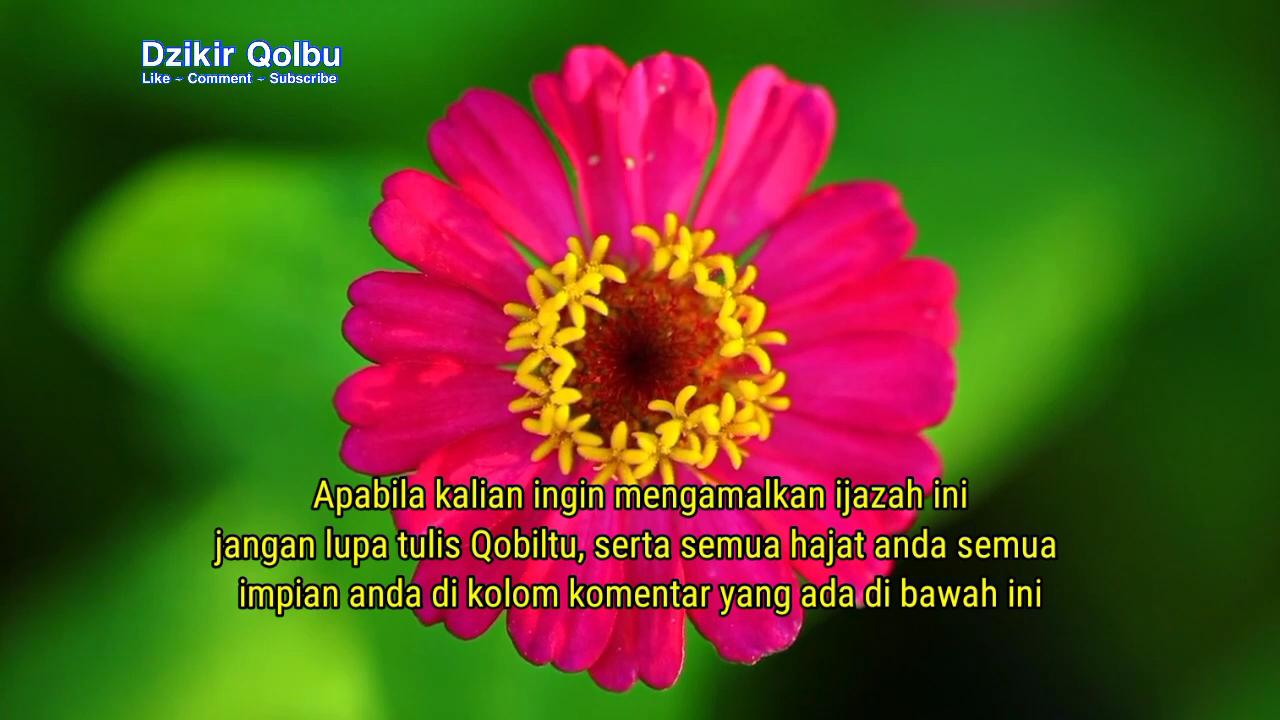 Dzikir Qolbu
Like ~ Comment ~ Subscribe
Apabila kalian ingin mengamalkan ijazah ini
jangan lupa tulis Qobiltu, serta semua hajat anda semua
impian anda di kolom komentar yang ada di bawah ini